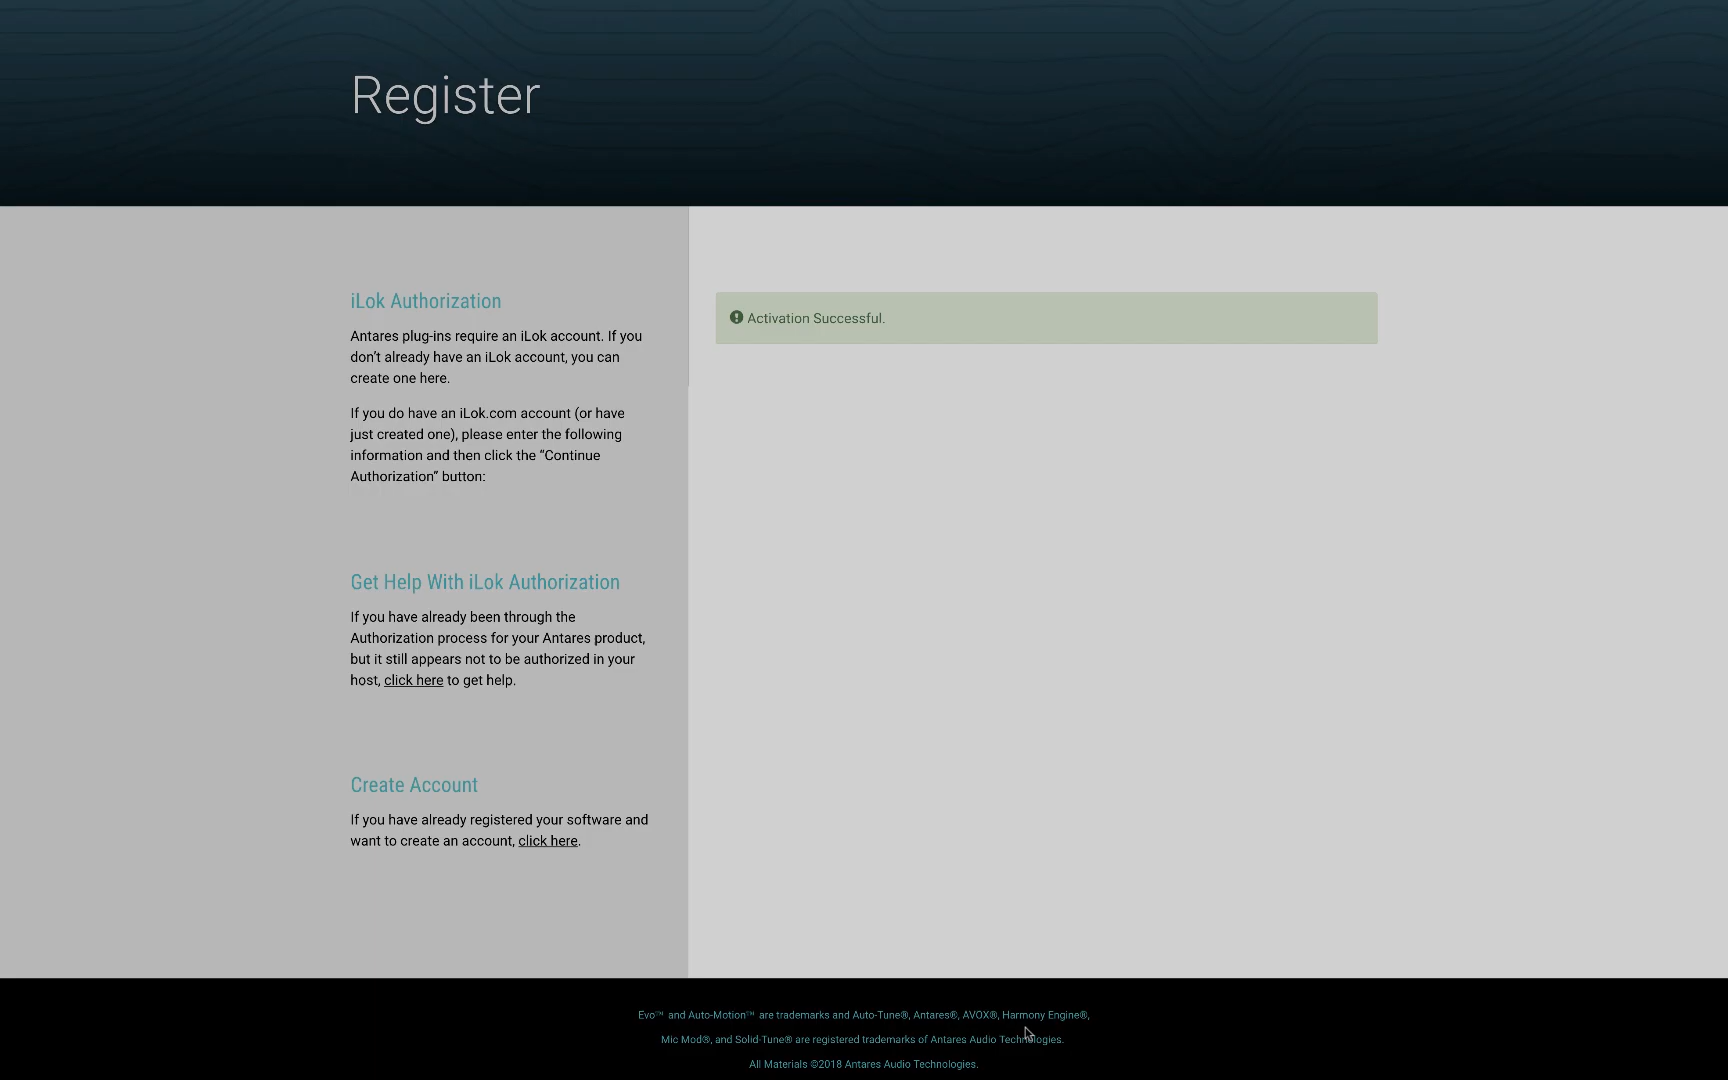 Register
iLok Authorization
Antares plug-ins require an iLok account. If you
don’t already have an iLok account, you can
create one here.
If you do have an iLok.com account (or have
just created one), please enter the following
information and then click the “Continue
Authorization” button:
Get Help With iLok Authorization
If you have already been through the
Authorization process for your Antares product,
but it still appears not to be authorized in your
host, click here to get help.
Create Account
If you have already registered your software and
want to create an account, click here.
Activation Successful.
Evo™ and Auto-Motion™ are trademarks and Auto-Tune®, Antares®, AVOX®, Harmony Engine®,
Mic Mod®, and Solid-Tune® are registered trademarks of Antares Audio Technologies.
All Materials ©2018 Antares Audio Technologies.